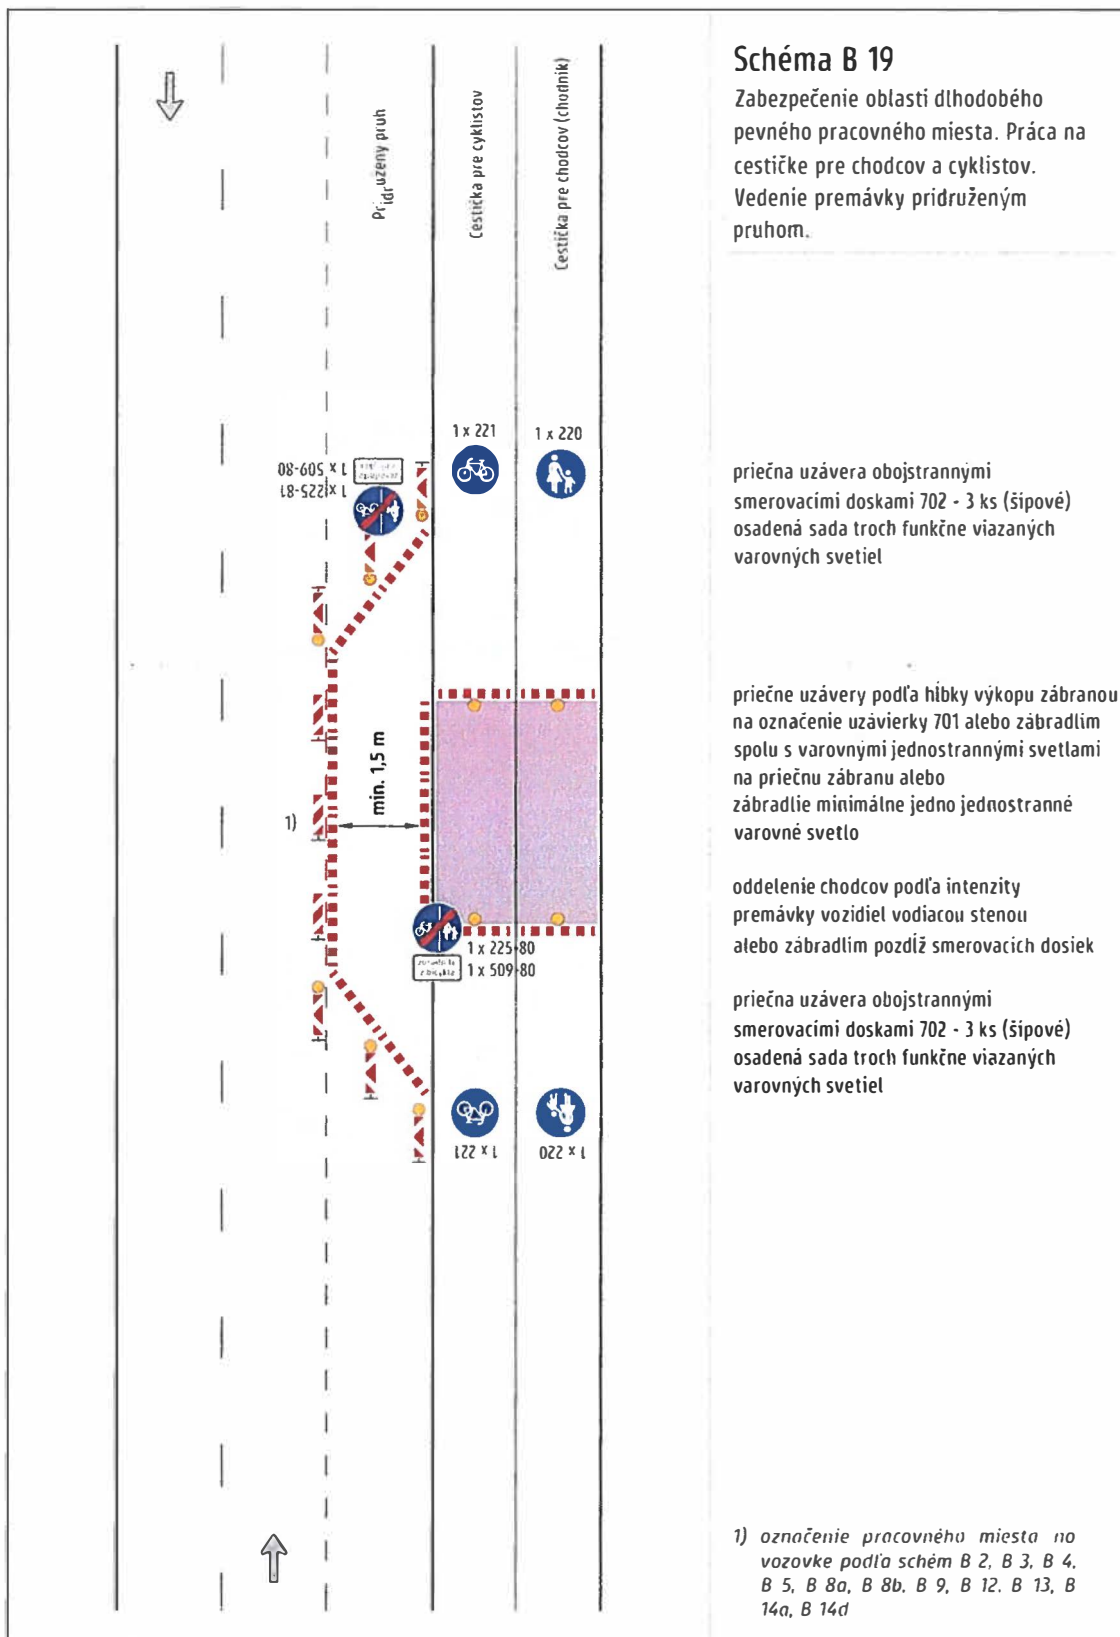 Schéma B 19
Zabezpečenie oblasti dlhodobého
pevného pracovného miesta. Práca na
cestičke pre chodcov a cyklistov.
Vedenie premávky pridruženým
pruhom.
Pridruzeny pruh
Cestička pre cyklistov
Cestička pre chodcov (chodník)
1 x 221
1 x 220
1 x 509-80
1 x 225-81
priečna uzávera obojstrannými
smerovacími doskami 702 - 3 ks (šípové)
osadená sada troch funkčne viazaných
varovných svetiel
priečne uzávery podľa hĺbky výkopu zábranou
na označenie uzávierky 701 alebo zábradlím
spolu s varovnými jednostrannými svetlami
na priečnu zábranu alebo
zábradlie minimálne jedno jednostranné
varovné svetlo
min. 1,5 m
1)
oddelenie chodcov podľa intenzity
premávky vozidiel vodiacou stenou
alebo zábradlím pozdĺž smerovacích dosiek
1 x 225-80
1 x 509-80
priečna uzávera obojstrannými
smerovacími doskami 702 - 3 ks (šípové)
osadená sada troch funkčne viazaných
varovných svetiel
1 x 221
1 x 220
1) označenie pracovného miesta na
vozovke podľa schém B 2, B 3, B 4,
B 5, B 8a, B 8b, B 9, B 12, B 13, B
14a, B 14d